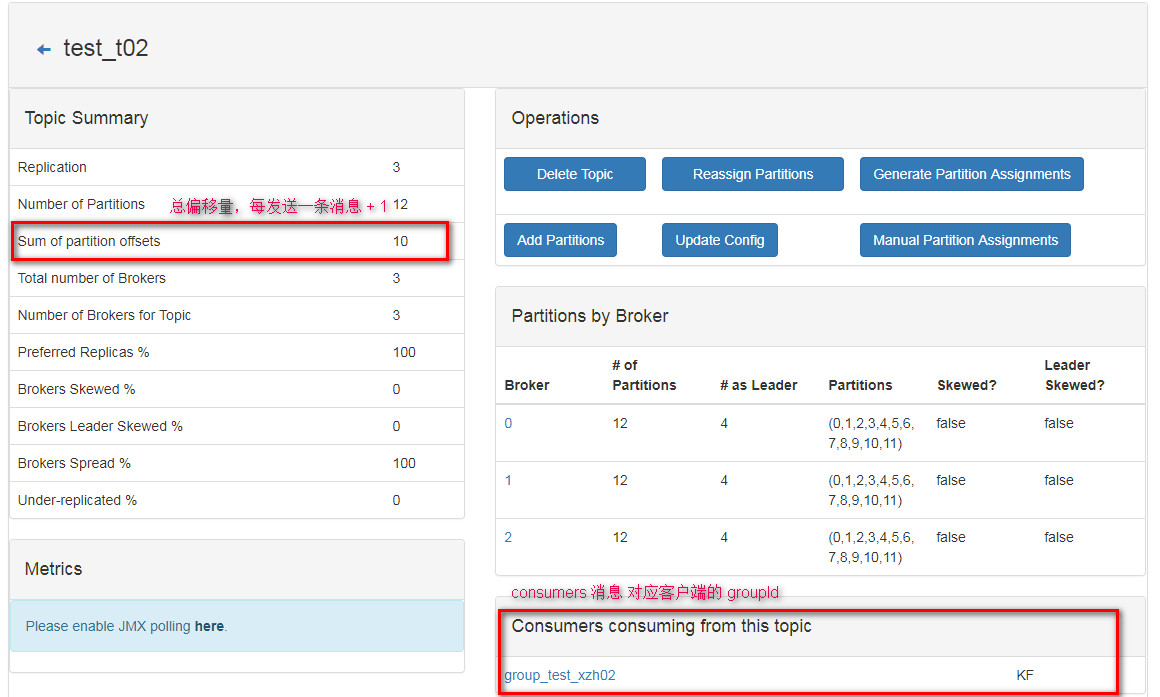 test_t02
Topic Summary
Replication 3
Number of Partitions 总偏移量，每发送一条消息 + 1 12
Sum of partition offsets 10
Total number of Brokers 3
Number of Brokers for Topic 3
Preferred Replicas % 100
Brokers Skewed % 0
Brokers Leader Skewed % 0
Brokers Spread % 100
Under-replicated % 0
Metrics
Please enable JMX polling here.
Operations
Delete Topic Reassign Partitions Generate Partition Assignments
Add Partitions Update Config Manual Partition Assignments
Partitions by Broker
Broker # of Partitions # as Leader Partitions Skewed? Leader Skewed?
0 12 4 (0,1,2,3,4,5,6, false false
7,8,9,10,11)
1 12 4 (0,1,2,3,4,5,6, false false
7,8,9,10,11)
2 12 4 (0,1,2,3,4,5,6, false false
7,8,9,10,11)
consumers 消息 对应客户端的 groupId
Consumers consuming from this topic
group_test_xzh02 KF